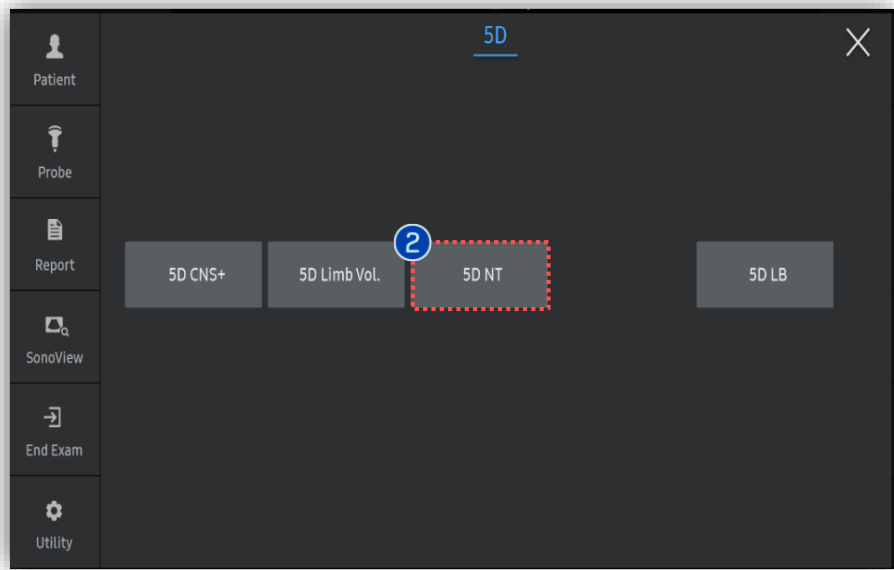 5D
Patient
Probe
Report
SonoView
End Exam
Utility
2
5D CNS+
5D Limb Vol.
5D NT
5D LB